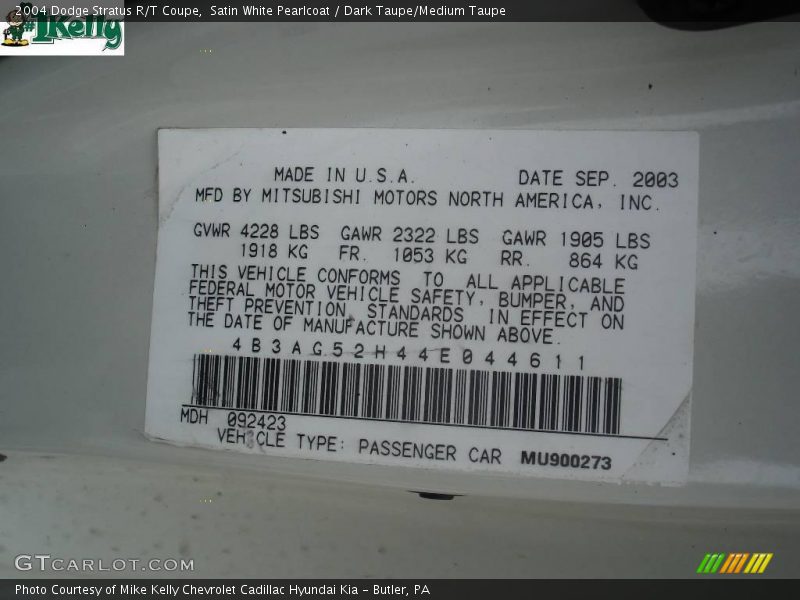 2004 Dodge Stratus R/T Coupe, Satin White Pearlcoat / Dark Taupe/Medium Taupe
#1Kelly
MADE IN U.S.A. DATE SEP. 2003
MFD BY MITSUBISHI MOTORS NORTH AMERICA, INC.
GVWR 4228 LBS GAWR 2322 LBS GAWR 1905 LBS
1918 KG FR. 1053 KG RR. 864 KG
THIS VEHICLE CONFORMS TO ALL APPLICABLE
FEDERAL MOTOR VEHICLE SAFETY, BUMPER, AND
THEFT PREVENTION STANDARDS IN EFFECT ON
THE DATE OF MANUFACTURE SHOWN ABOVE.
4B3AG52H44E044611
MDH 092423
VEHICLE TYPE: PASSENGER CAR MU900273
GTCARLOT.COM
Photo Courtesy of Mike Kelly Chevrolet Cadillac Hyundai Kia – Butler, PA